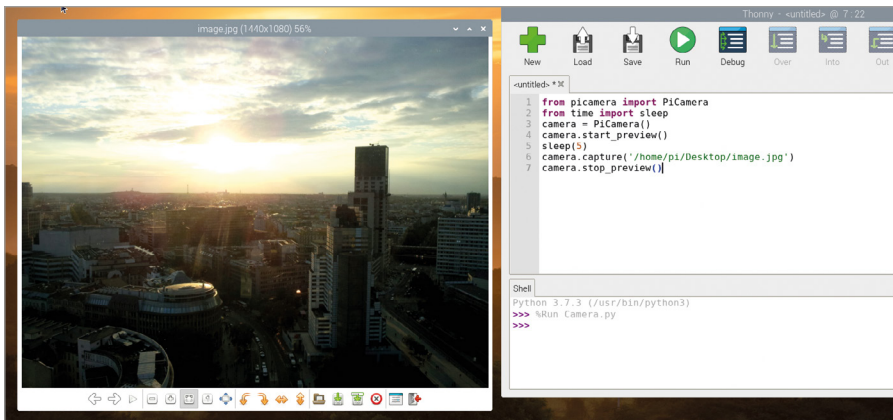 image.jpg (1440x1080) 56%
Thonny - <untitled> @ 7:22
New Load Save Run Debug Over Into Out
<untitled> *
1 from picamera import PiCamera
2 from time import sleep
3 camera = PiCamera()
4 camera.start_preview()
5 sleep(5)
6 camera.capture('/home/pi/Desktop/image.jpg')
7 camera.stop_preview()
Shell
Python 3.7.3 (/usr/bin/python3)
>>> %Run Camera.py
>>>